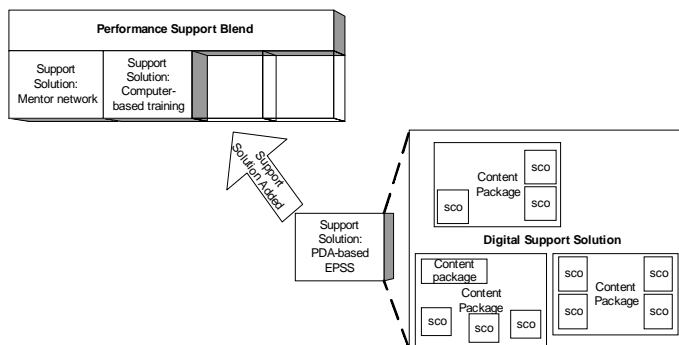 Performance Support Blend
Support
Solution:
Mentor network
Support
Solution:
Computer-
based training
Support
Solution Added
Support
Solution:
PDA-based
EPSS
Content
Package
sco
sco
sco
Digital Support Solution
Content
package
Content
Package
sco
sco
sco
sco
sco
Content
Package
sco
sco